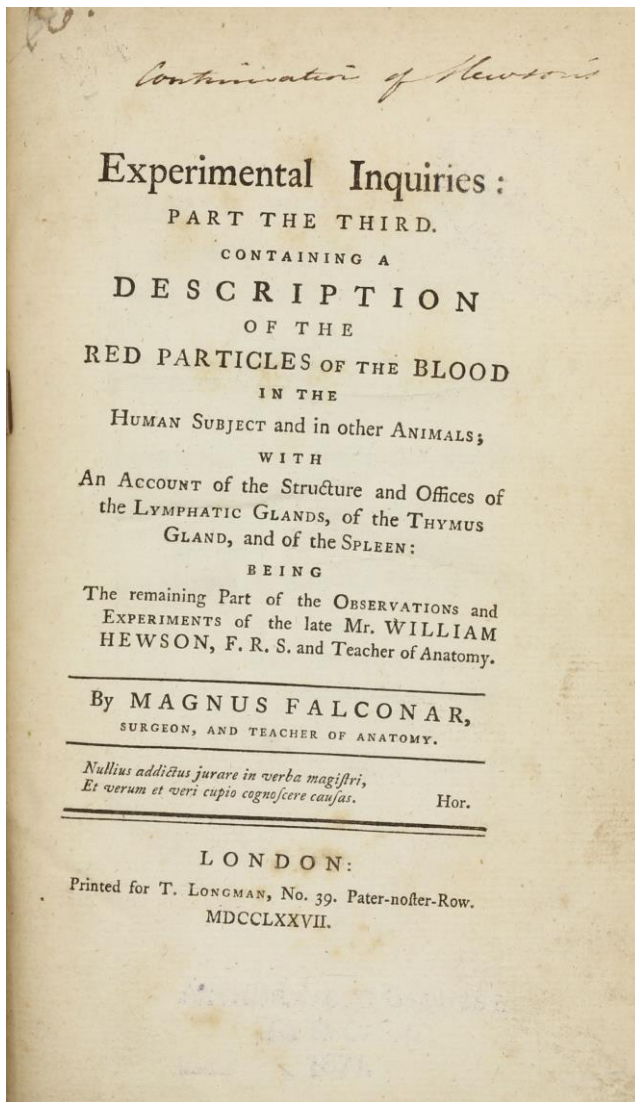 Continuation of Hewson's
Experimental Inquiries:
PART THE THIRD.
CONTAINING A
DESCRIPTION
OF THE
RED PARTICLES OF THE BLOOD
IN THE
HUMAN SUBJECT and in other ANIMALS;
WITH
An ACCOUNT of the Structure and Offices of
the LYMPHATIC GLANDS, of the THYMUS
GLAND, and of the SPLEEN:
BEING
The remaining Part of the OBSERVATIONS and
EXPERIMENTS of the late Mr. WILLIAM
HEWSON, F. R. S. and Teacher of Anatomy.
By MAGNUS FALCONAR,
SURGEON, AND TEACHER OF ANATOMY.
Nullius addictus jurare in verba magiſtri,
Et verum et veri cupio cognoſcere cauſas.
Hor.
LONDON:
Printed for T. LONGMAN, No. 39. Pater-noſter-Row.
MDCCLXXVII.